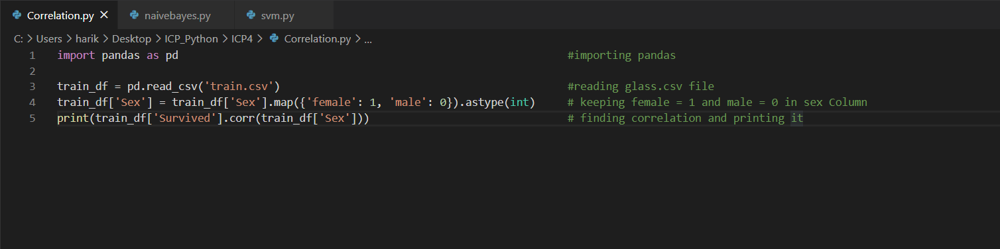 Correlation.py × naivebayes.py svm.py
C: > Users > harik > Desktop > ICP_Python > ICP4 > Correlation.py > ...
1 import pandas as pd #importing pandas
2
3 train_df = pd.read_csv('train.csv') #reading glass.csv file
4 train_df['Sex'] = train_df['Sex'].map({'female': 1, 'male': 0}).astype(int) # keeping female = 1 and male = 0 in sex Column
5 print(train_df['Survived'].corr(train_df['Sex'])) # finding correlation and printing it